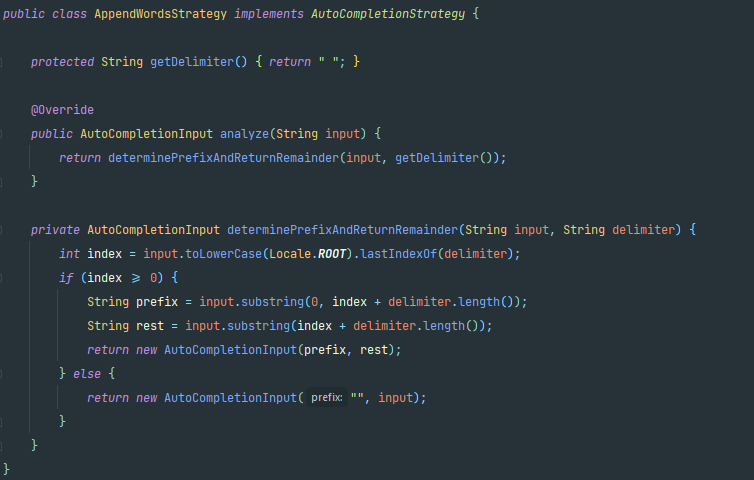 public class AppendWordsStrategy implements AutoCompletionStrategy {
protected String getDelimiter() { return " "; }
@Override
public AutoCompletionInput analyze(String input) {
return determinePrefixAndReturnRemainder(input, getDelimiter());
}
private AutoCompletionInput determinePrefixAndReturnRemainder(String input, String delimiter) {
int index = input.toLowerCase(Locale.ROOT).lastIndexOf(delimiter);
if (index ⩾ 0) {
String prefix = input.substring(0, index + delimiter.length());
String rest = input.substring(index + delimiter.length());
return new AutoCompletionInput(prefix, rest);
} else {
return new AutoCompletionInput( prefix: "", input);
}
}
}